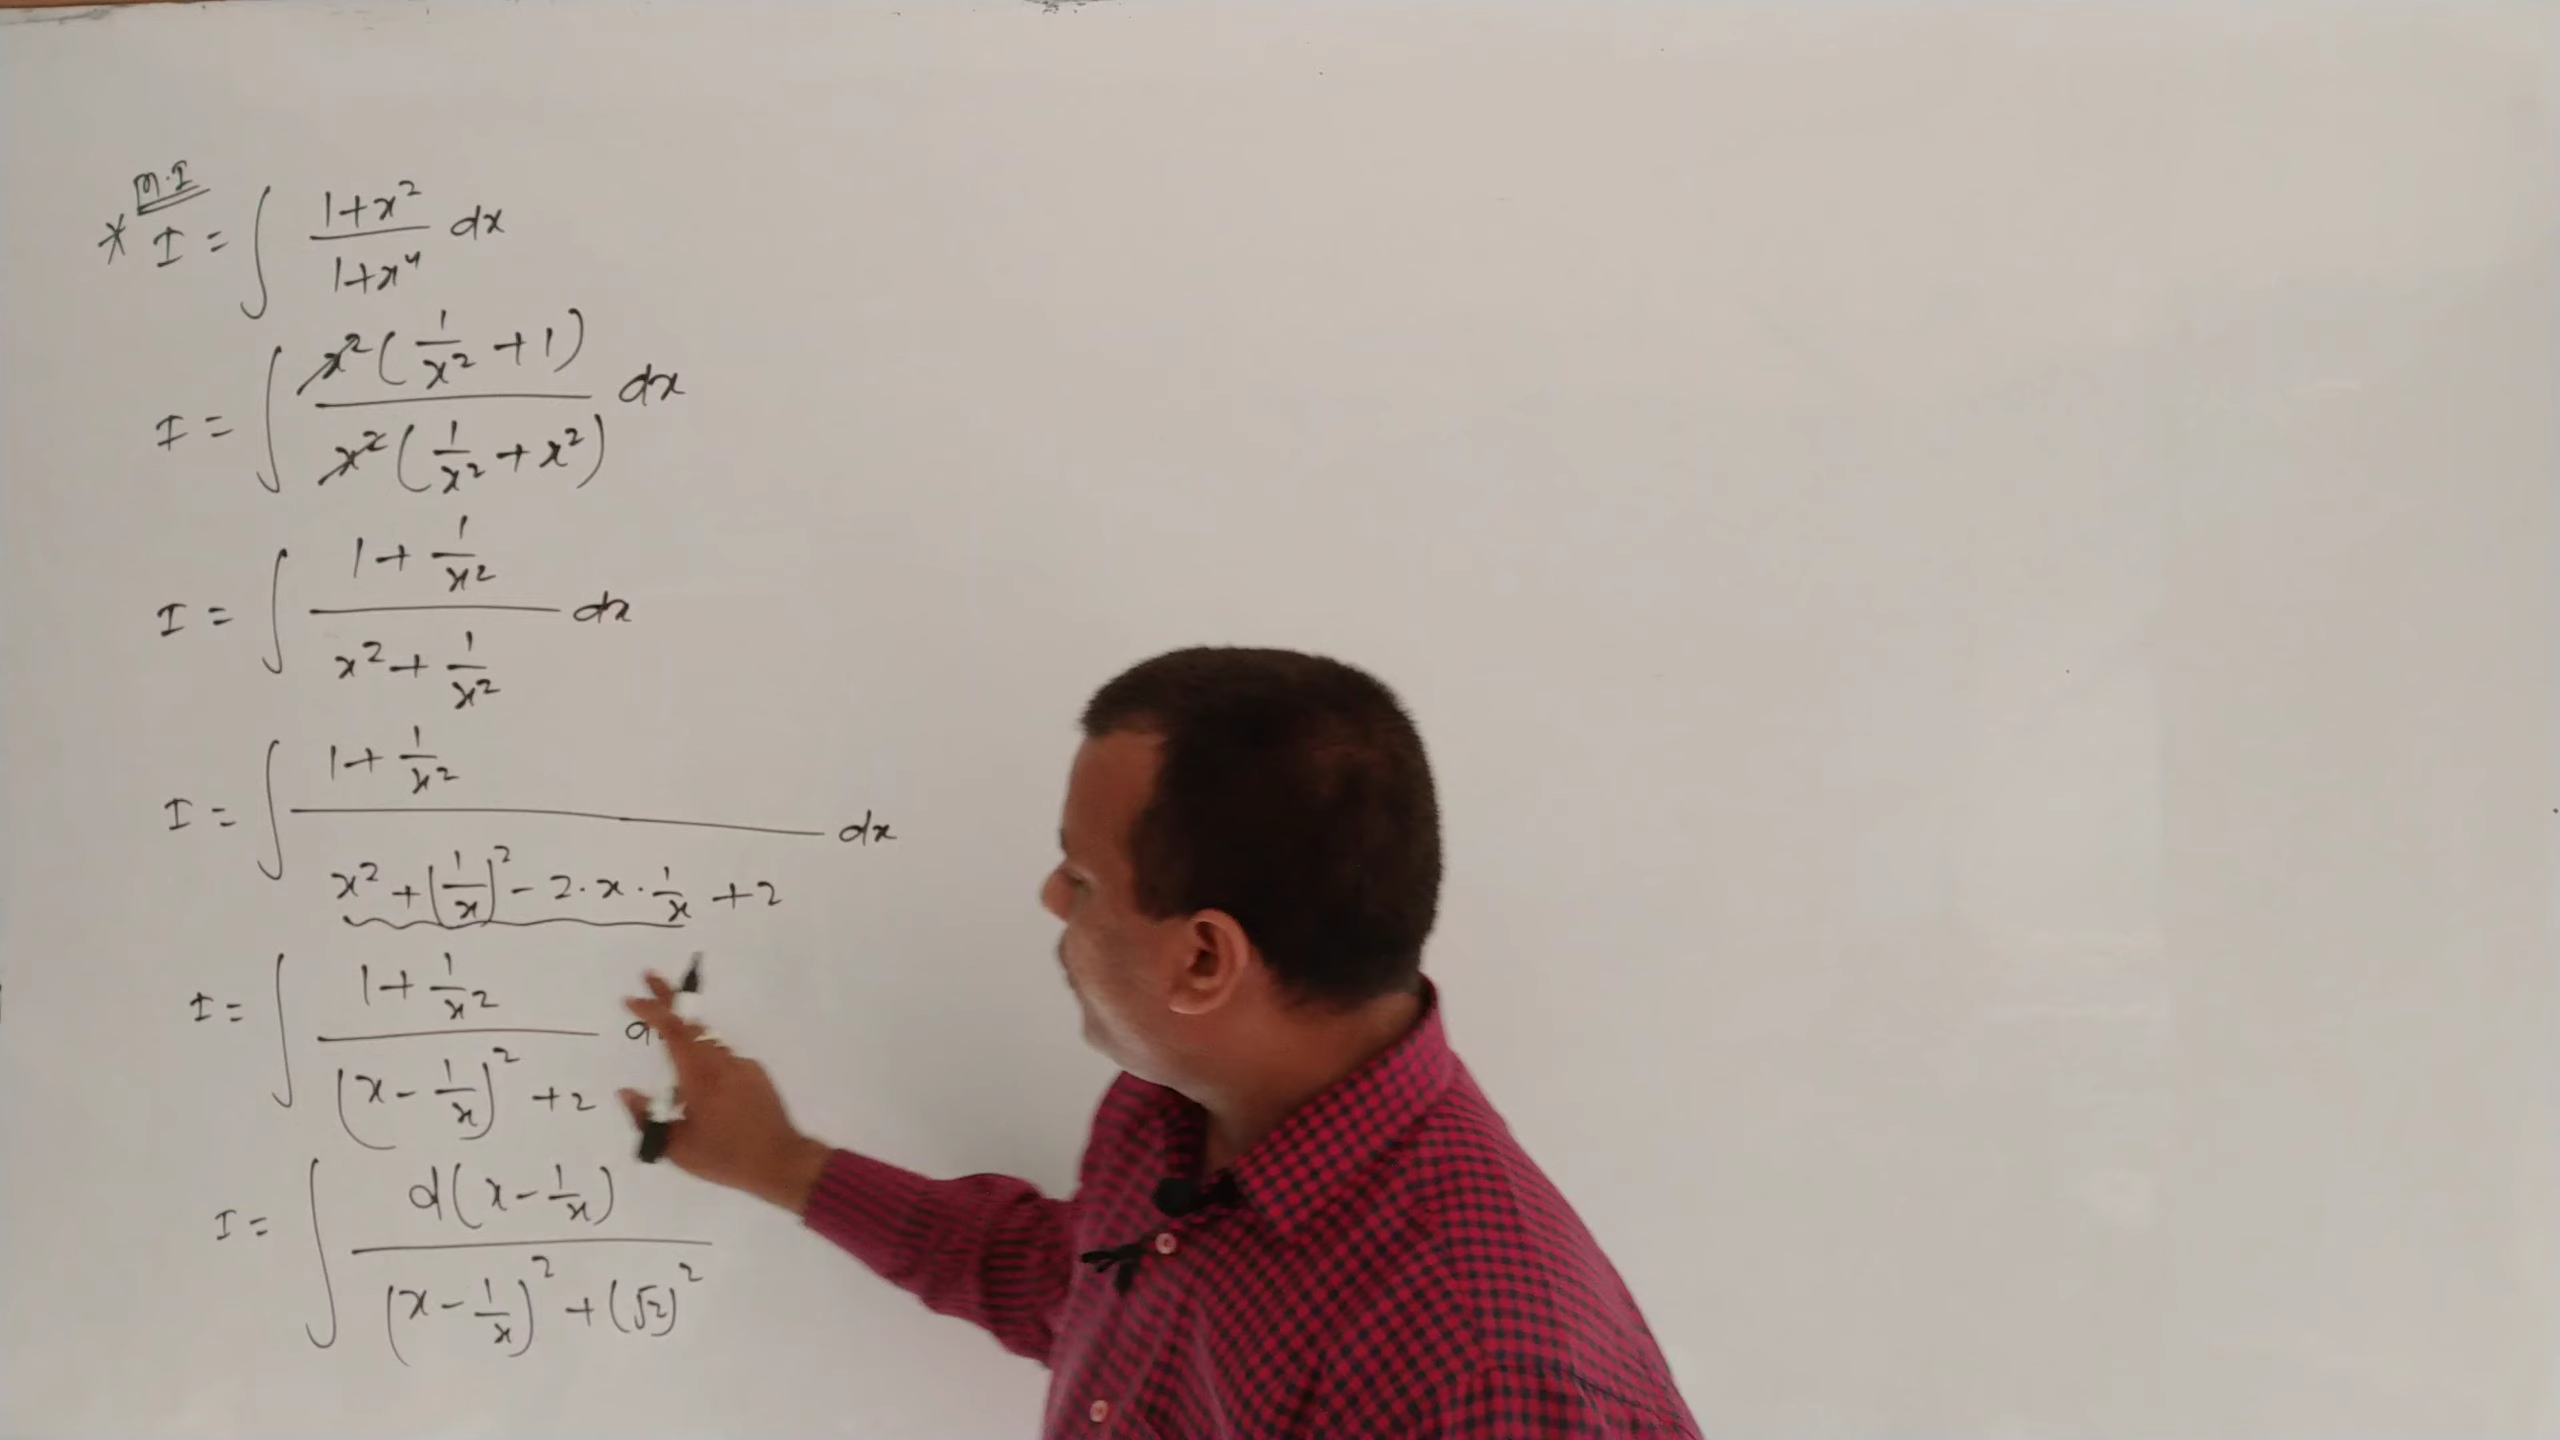 M.I
* I = ∫ (1+x²)/(1+x⁴) dx
I = ∫ x²(1/x² + 1)/x²(1/x² + x²) dx
I = ∫ (1 + 1/x²)/(x² + 1/x²) dx
I = ∫ (1 + 1/x²)/(x² + (1/x)² - 2·x·1/x + 2) dx
I = ∫ (1 + 1/x²)/((x - 1/x)² + 2) d
I = ∫ d(x - 1/x)/((x - 1/x)² + (√2)²)